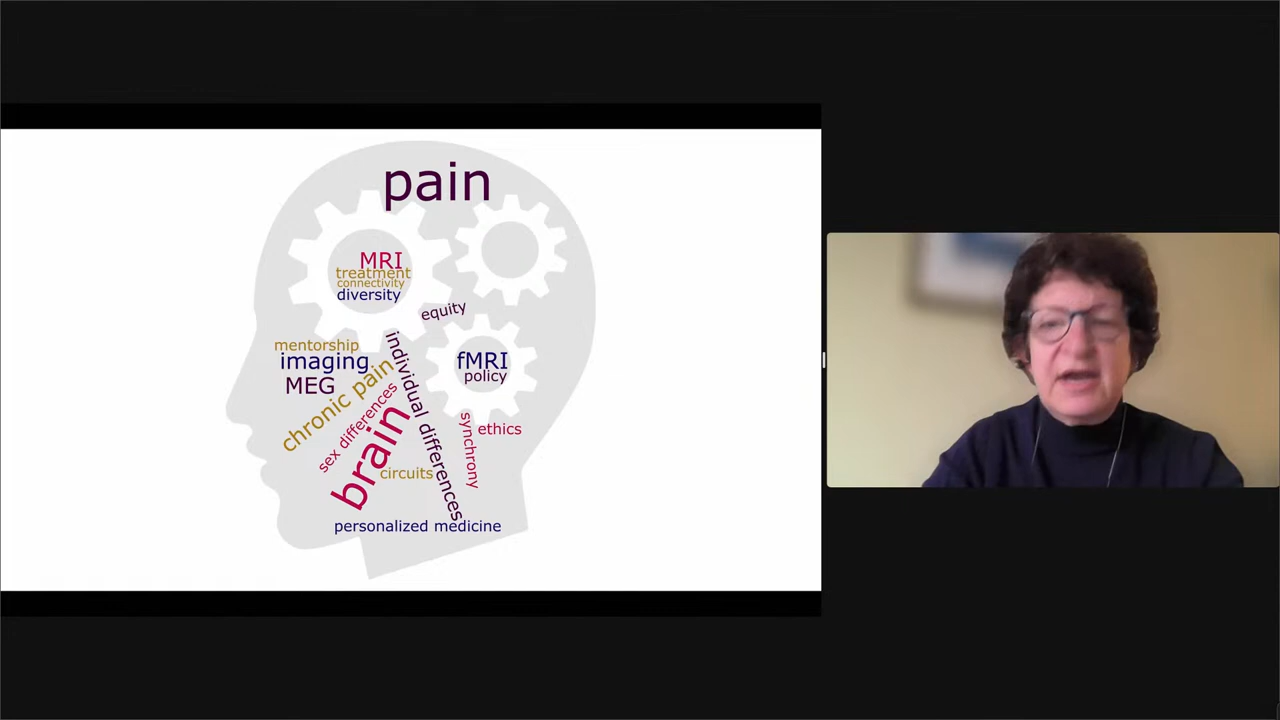 pain
MRI
treatment
connectivity
diversity
equity
mentorship
imaging
MEG
fMRI
policy
individual differences
chronic pain
sex differences
brain
circuits
synchrony
ethics
personalized medicine